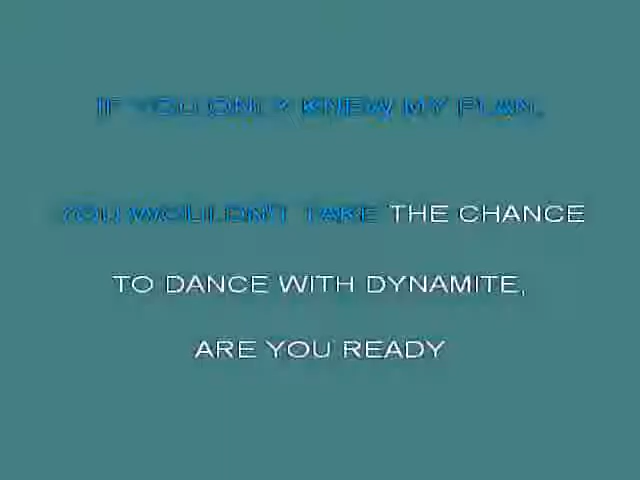 IF YOU ONLY KNEW MY PLAN,
YOU WOULDN'T TAKE THE CHANCE
TO DANCE WITH DYNAMITE,
ARE YOU READY